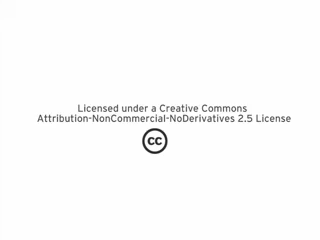 Licensed under a Creative Commons
Attribution-NonCommercial-NoDerivatives 2.5 License
cc